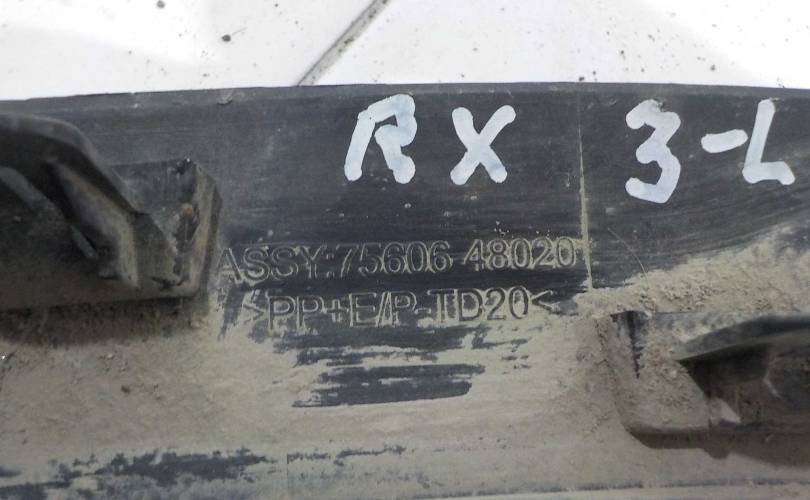 RX 3-L
ASSY:75606-48020
>PP+E/P-TD20<